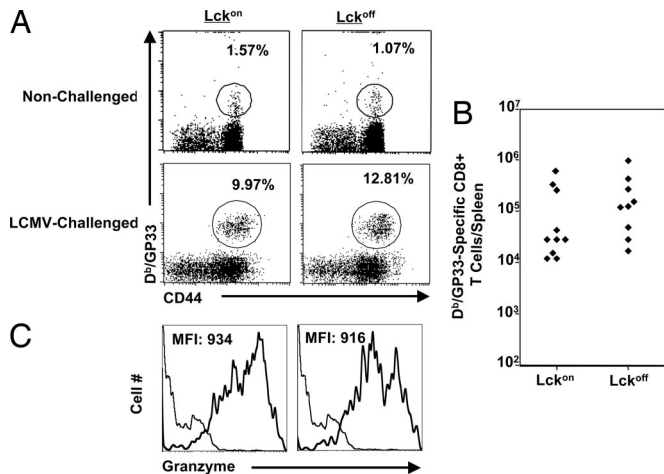 A
Lck^on
Lck^off
1.57%
1.07%
Non-Challenged
9.97%
12.81%
LCMV-Challenged
D^b/GP33
CD44
B
10^7
10^6
10^5
10^4
10^3
10^2
D^b/GP33-Specific CD8+
T Cells/Spleen
Lck^on
Lck^off
C
MFI: 934
MFI: 916
Cell #
Granzyme